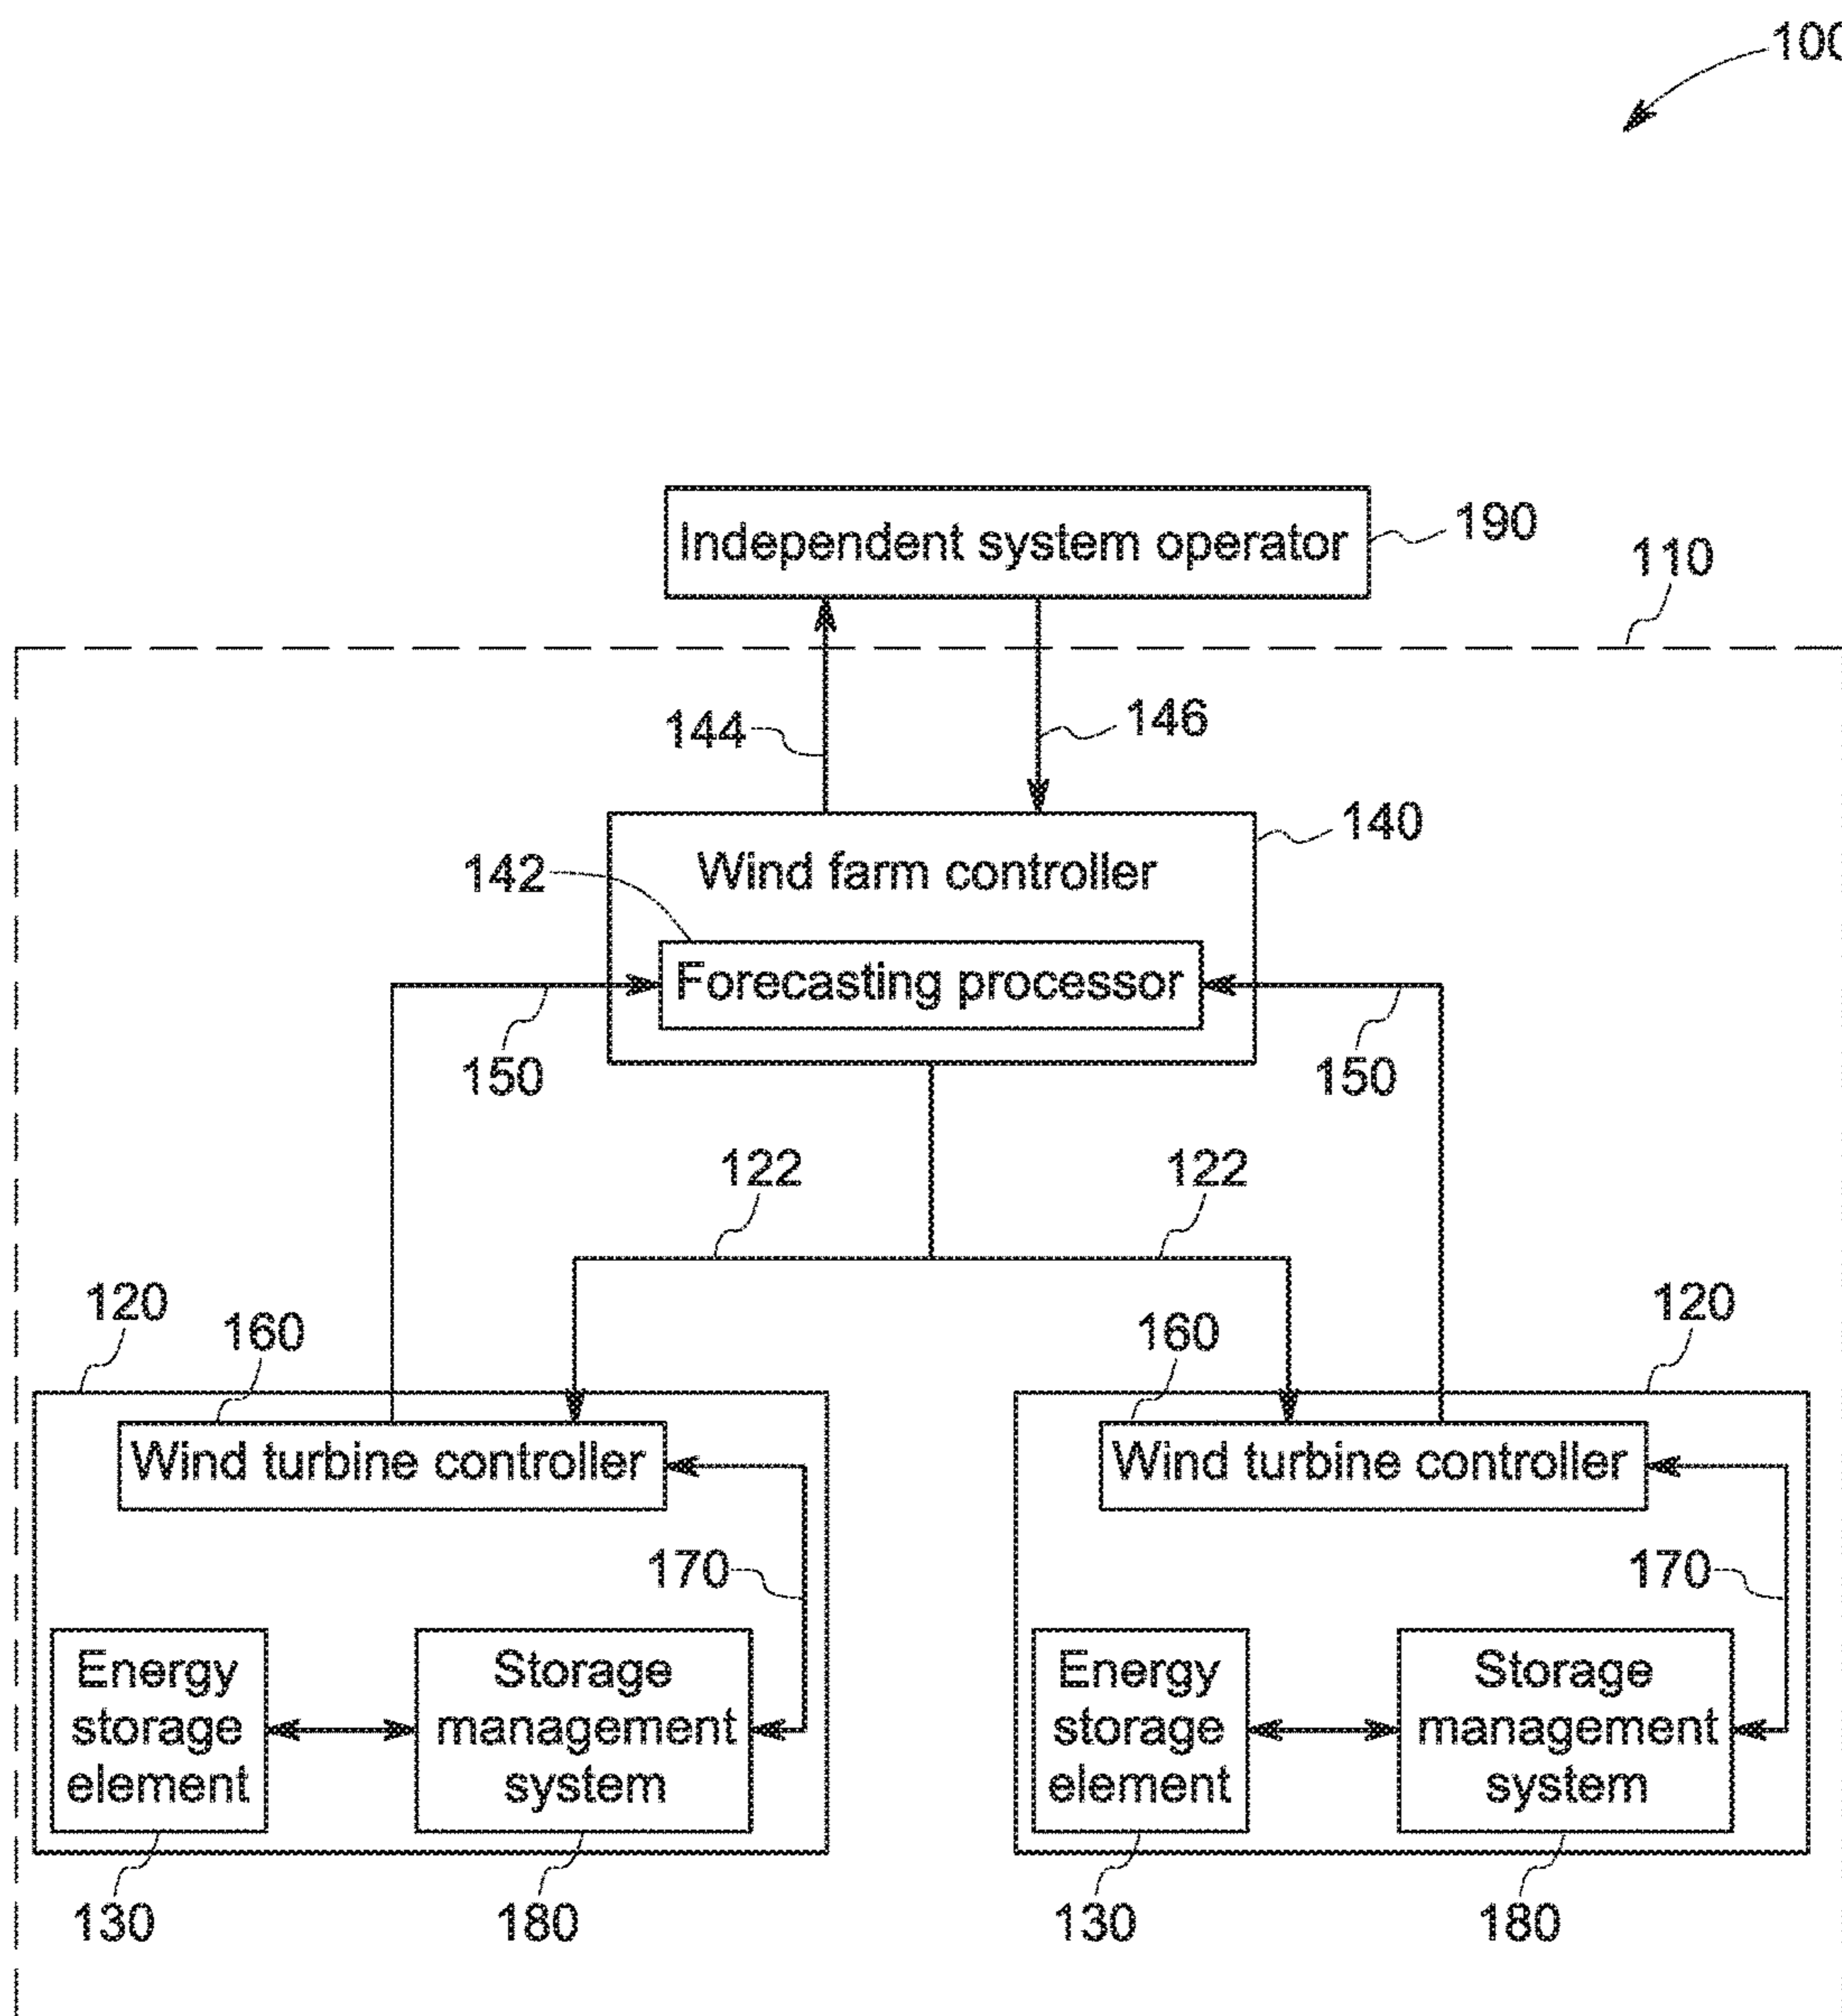 100
Independent system operator
190
110
144
146
140
Wind farm controller
142
Forecasting processor
150
150
122
122
120
160
160
120
Wind turbine controller
Wind turbine controller
170
170
Energy
storage
element
Storage
management
system
Energy
storage
element
Storage
management
system
130
180
130
180